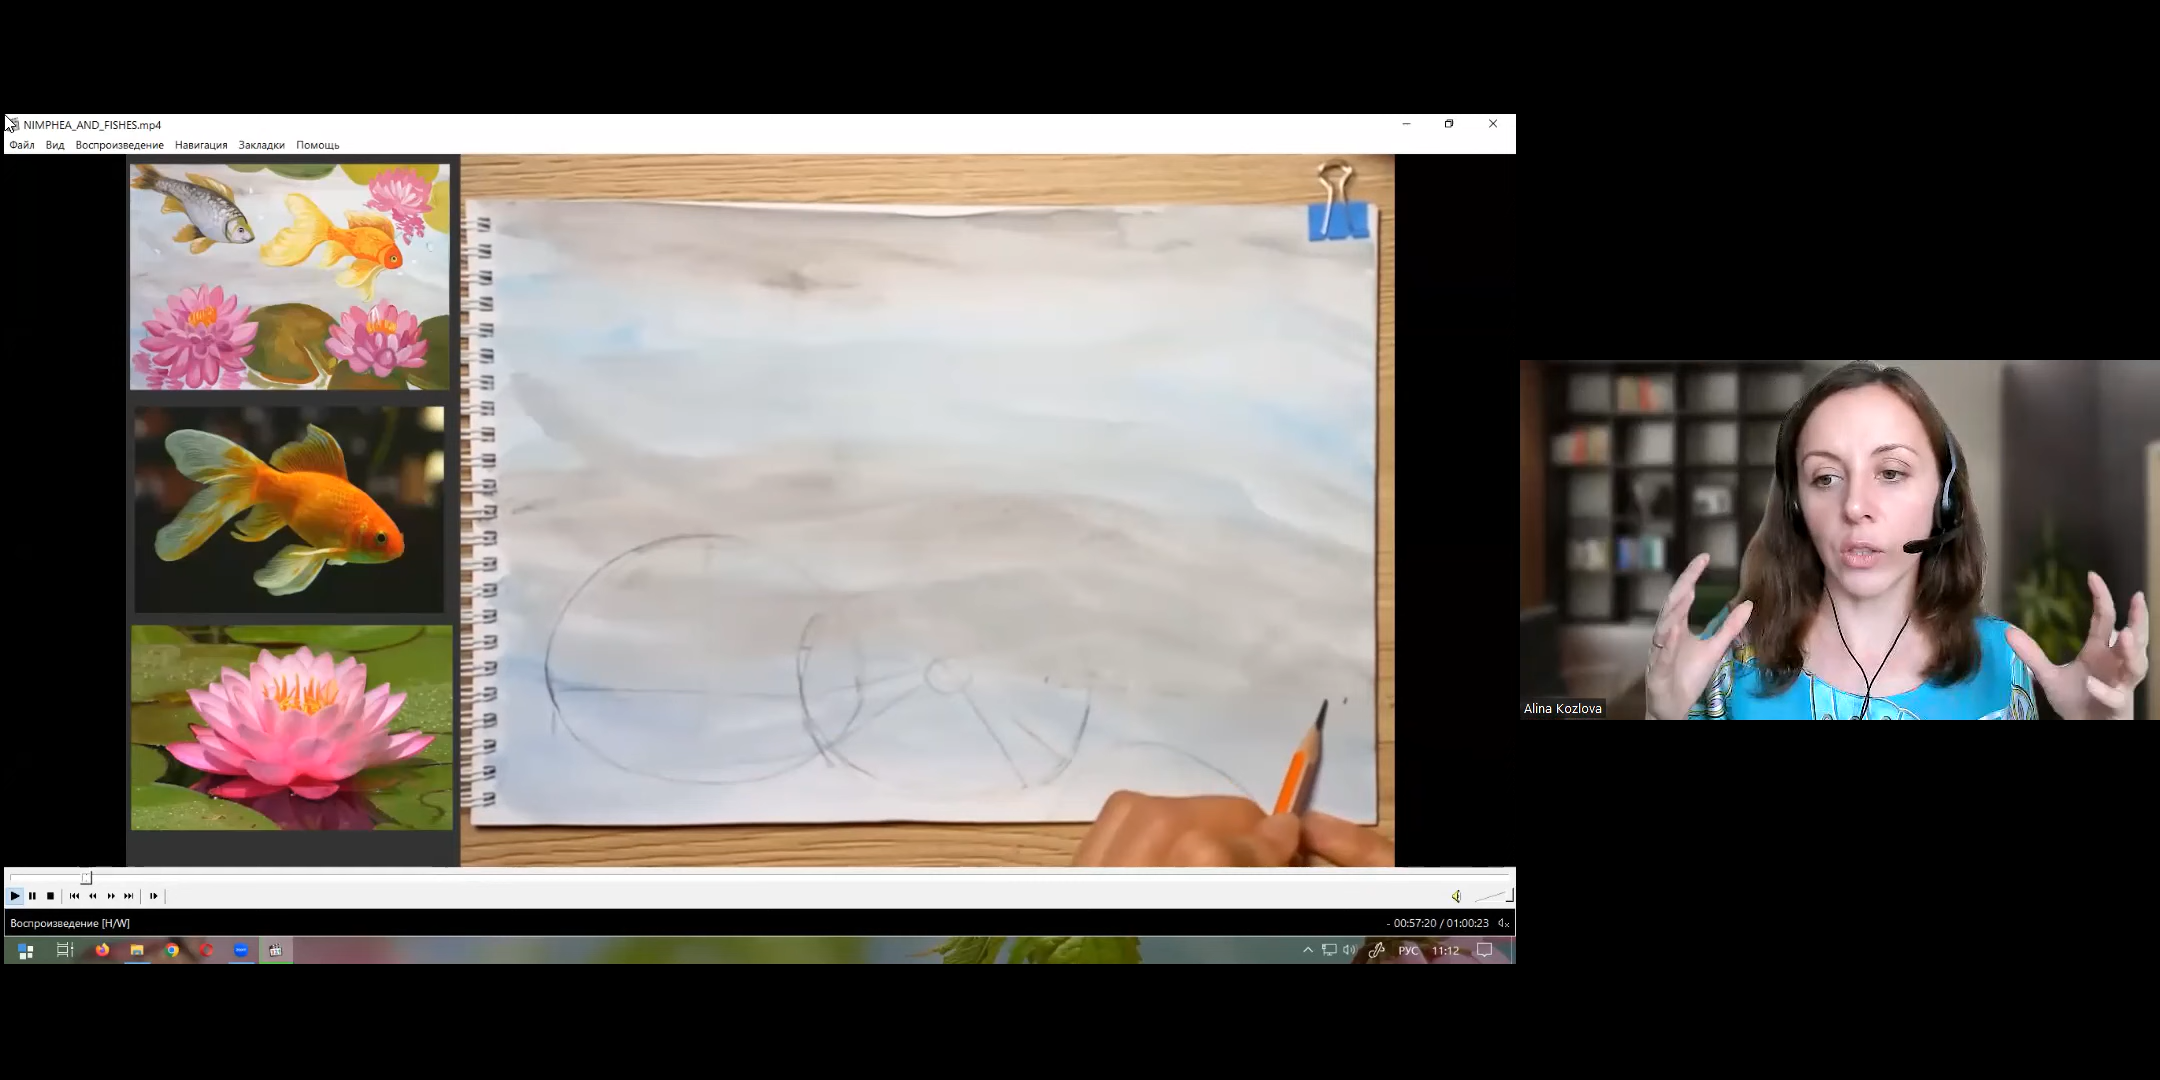 NIMPHEA_AND_FISHES.mp4
Файл Вид Воспроизведение Навигация Закладки Помощь
Alina Kozlova
Воспроизведение [H/W]
- 00:57:20 / 01:00:23
РУС 11:12